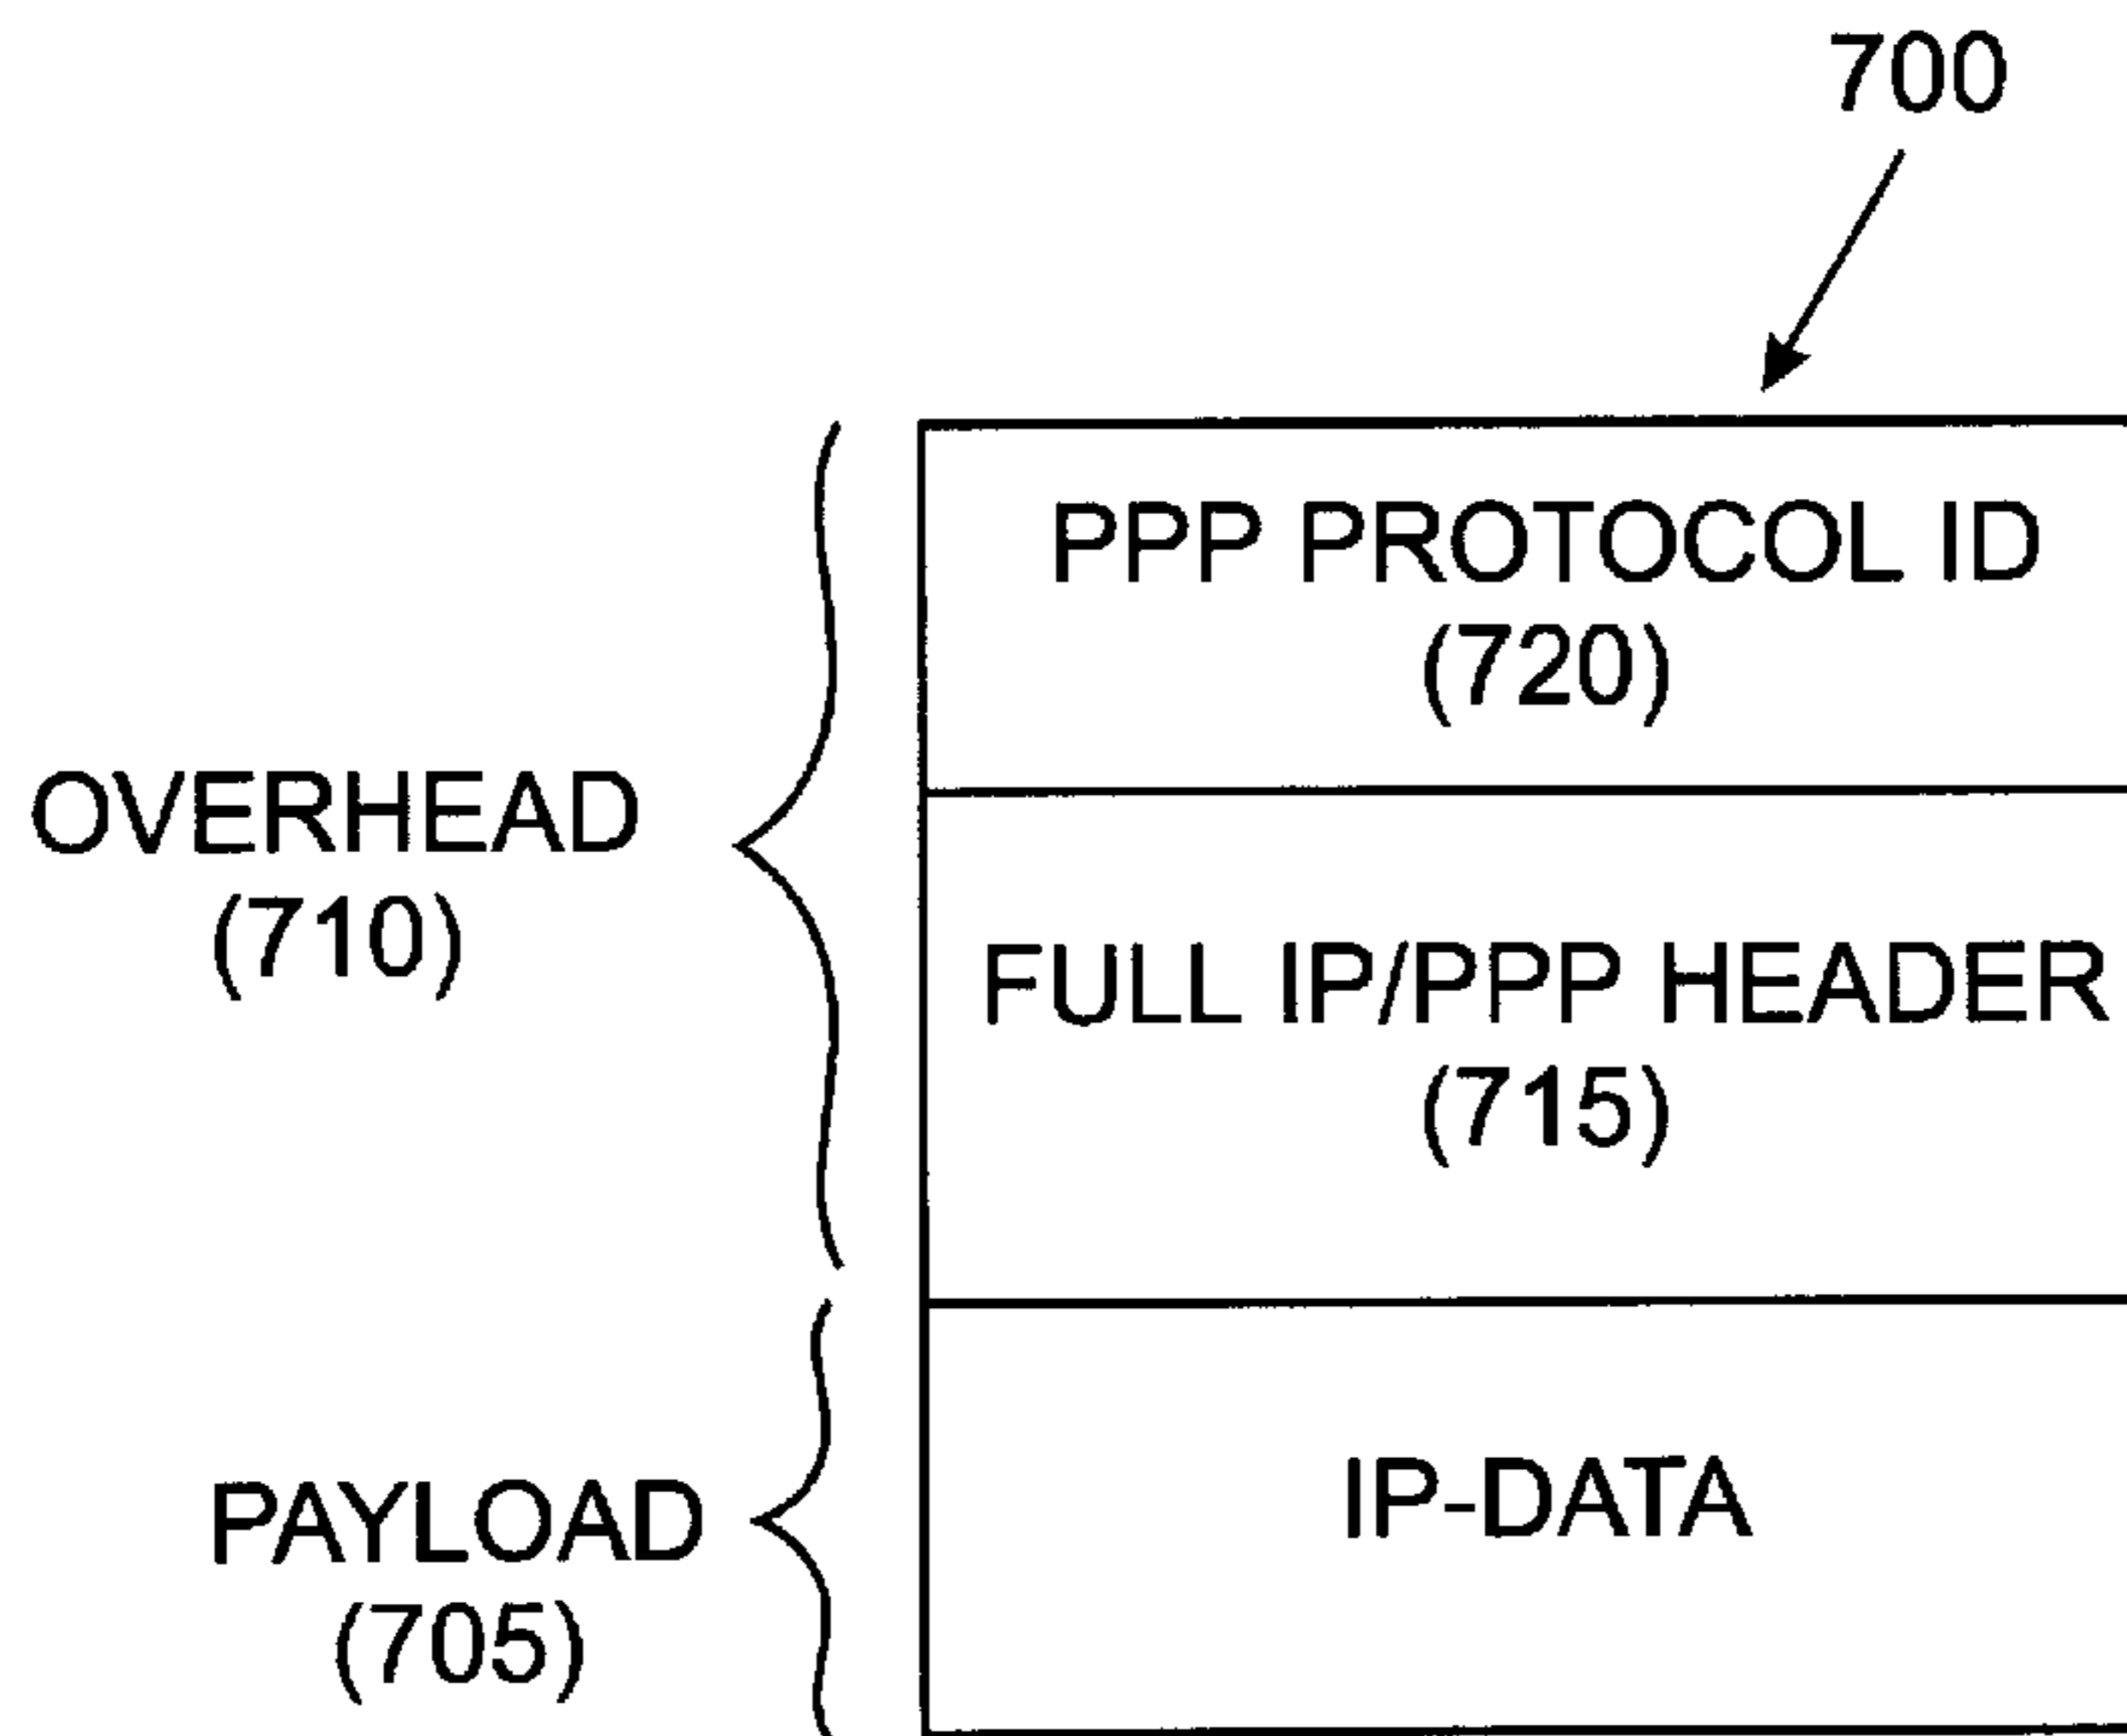 700
PPP PROTOCOL ID
(720)
OVERHEAD
(710)
FULL IP/PPP HEADER
(715)
IP-DATA
PAYLOAD
(705)